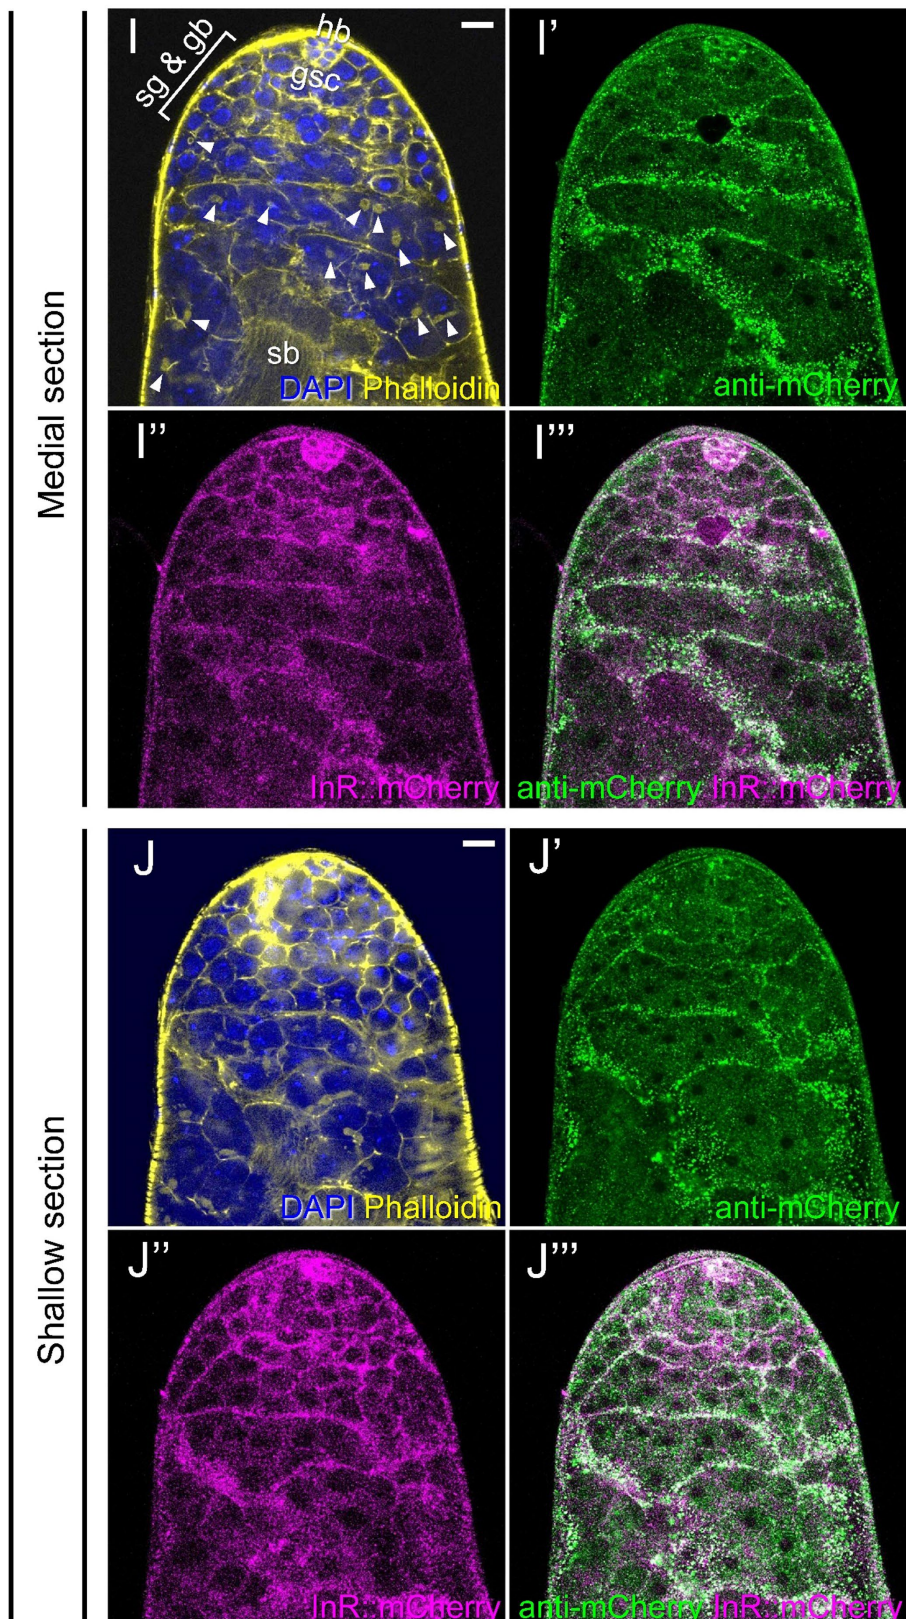 Medial section
I
hb
sg & gb
gsc
sb
DAPI Phalloidin
I’
anti-mCherry
I’’
InR::mCherry
I’’’
anti-mCherry InR::mCherry
Shallow section
J
DAPI Phalloidin
J’
anti-mCherry
J’’
InR::mCherry
J’’’
anti-mCherry InR::mCherry